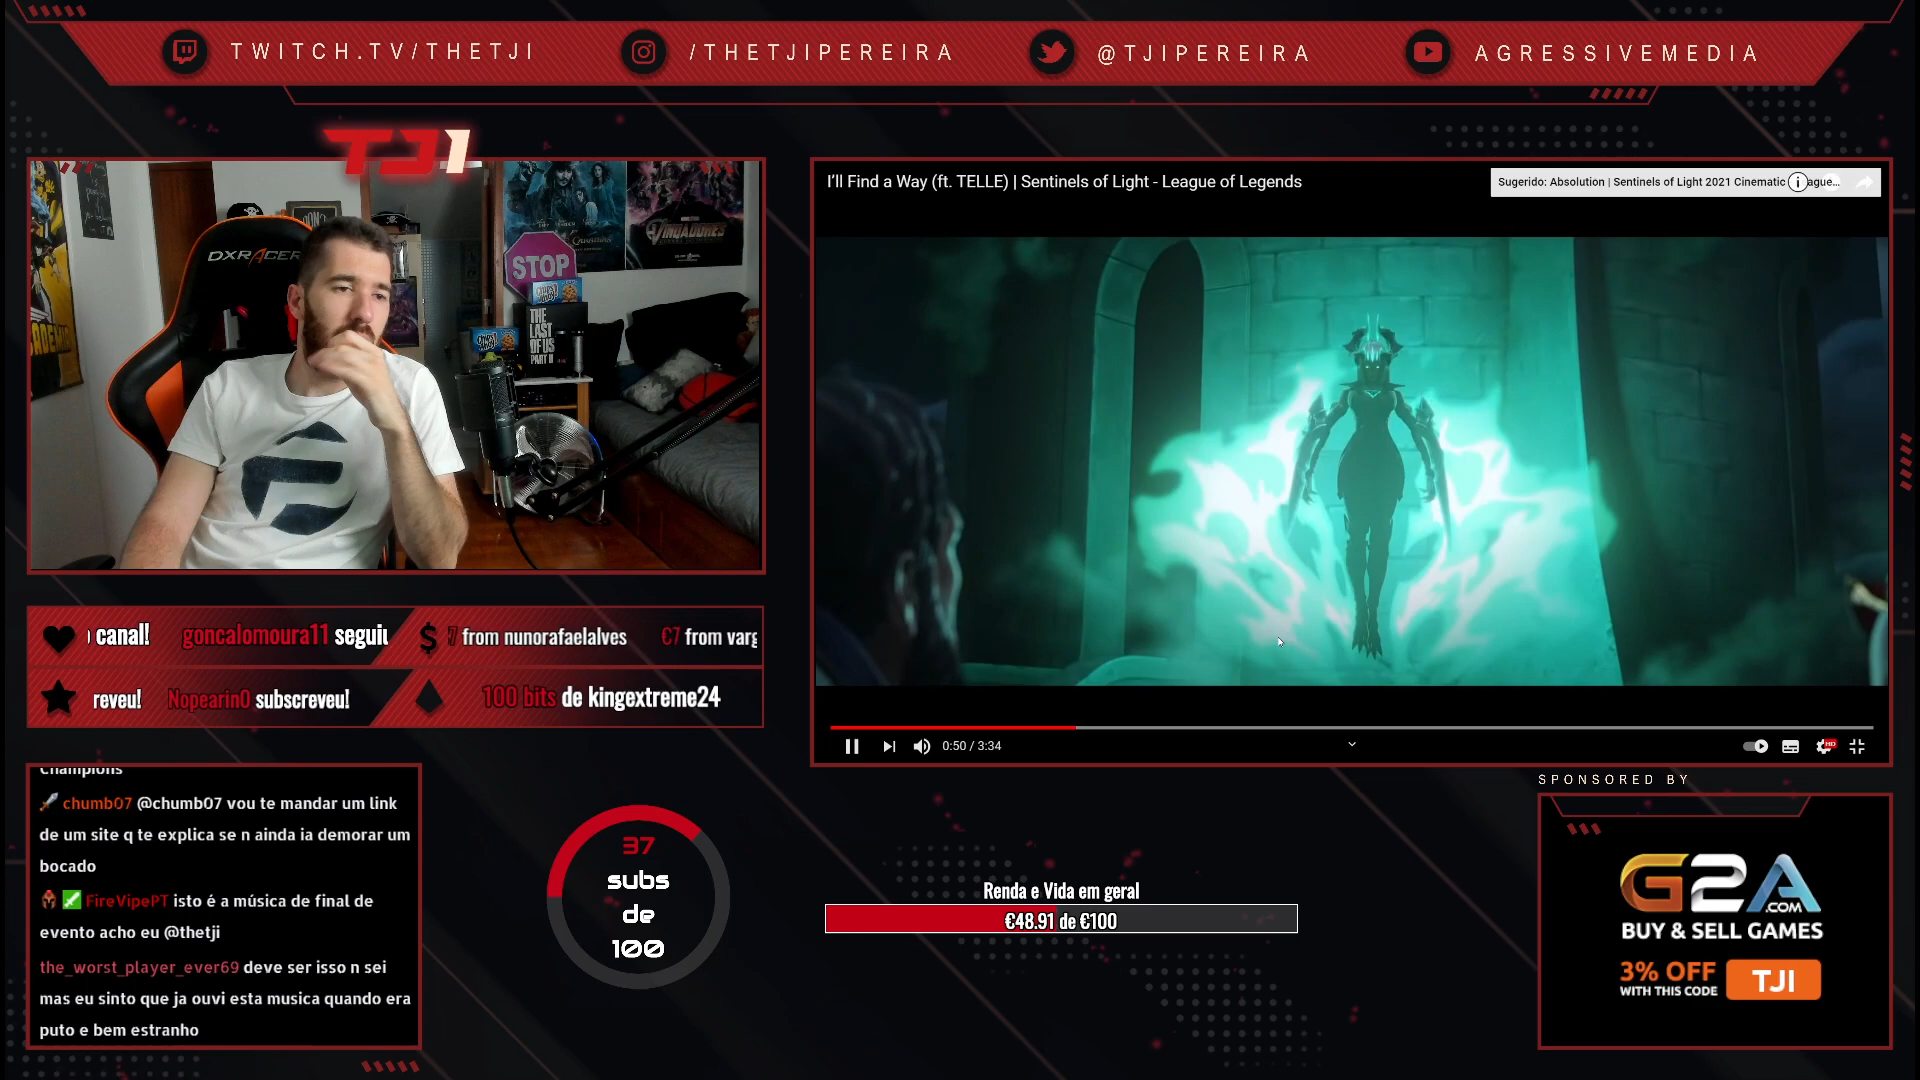 TWITCH.TV/THETJI
/THETJIPEREIRA
@TJIPEREIRA
AGRESSIVEMEDIA
TJI
DXRACER
STOP
THE
LAST
OF US
PART II
VINGADORES
I'll Find a Way (ft. TELLE) | Sentinels of Light - League of Legends
Sugerido: Absolution | Sentinels of Light 2021 Cinematic
ague...
0:50 / 3:34
HD
canal! goncalomoura11 seguiu
7 from nunorafaelalves €7 from varg
reveu! Nopearin0 subscreveu!
100 bits de kingextreme24
Champions
chumb07 @chumb07 vou te mandar um link
de um site q te explica se n ainda ia demorar um
bocado
FireVipePT isto é a música de final de
evento acho eu @thetji
the_worst_player_ever69 deve ser isso n sei
mas eu sinto que ja ouvi esta musica quando era
puto e bem estranho
37
subs
de
100
Renda e Vida em geral
€48.91 de €100
SPONSORED BY
G2A
.COM
BUY & SELL GAMES
3% OFF
WITH THIS CODE
TJI